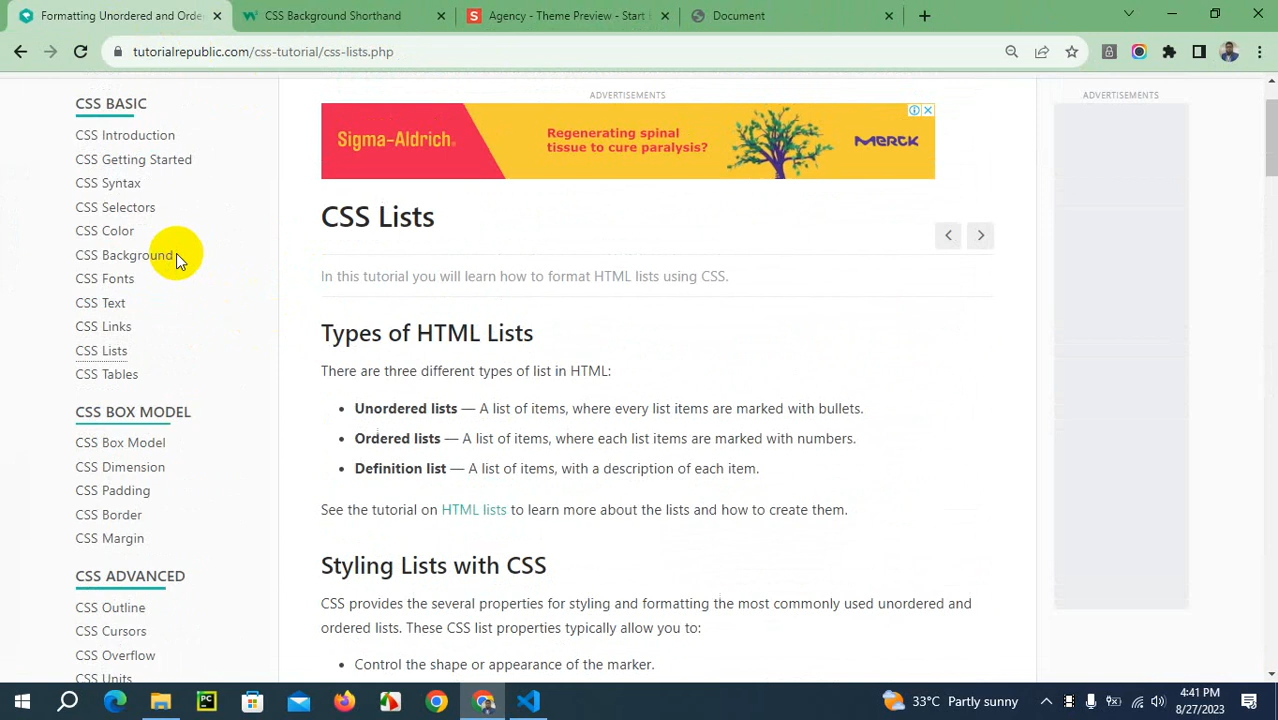 Formatting Unordered and Orde
CSS Background Shorthand
Agency - Theme Preview - Start
Document
tutorialrepublic.com/css-tutorial/css-lists.php
CSS BASIC
CSS Introduction
CSS Getting Started
CSS Syntax
CSS Selectors
CSS Color
CSS Background
CSS Fonts
CSS Text
CSS Links
CSS Lists
CSS Tables
CSS BOX MODEL
CSS Box Model
CSS Dimension
CSS Padding
CSS Border
CSS Margin
CSS ADVANCED
CSS Outline
CSS Cursors
CSS Overflow
CSS Units
ADVERTISEMENTS
Sigma-Aldrich.
Regenerating spinal
tissue to cure paralysis?
MERCK
CSS Lists
In this tutorial you will learn how to format HTML lists using CSS.
Types of HTML Lists
There are three different types of list in HTML:
• Unordered lists — A list of items, where every list items are marked with bullets.
• Ordered lists — A list of items, where each list items are marked with numbers.
• Definition list — A list of items, with a description of each item.
See the tutorial on HTML lists to learn more about the lists and how to create them.
Styling Lists with CSS
CSS provides the several properties for styling and formatting the most commonly used unordered and
ordered lists. These CSS list properties typically allow you to:
• Control the shape or appearance of the marker.
ADVERTISEMENTS
33°C Partly sunny
4:41 PM
8/27/2023